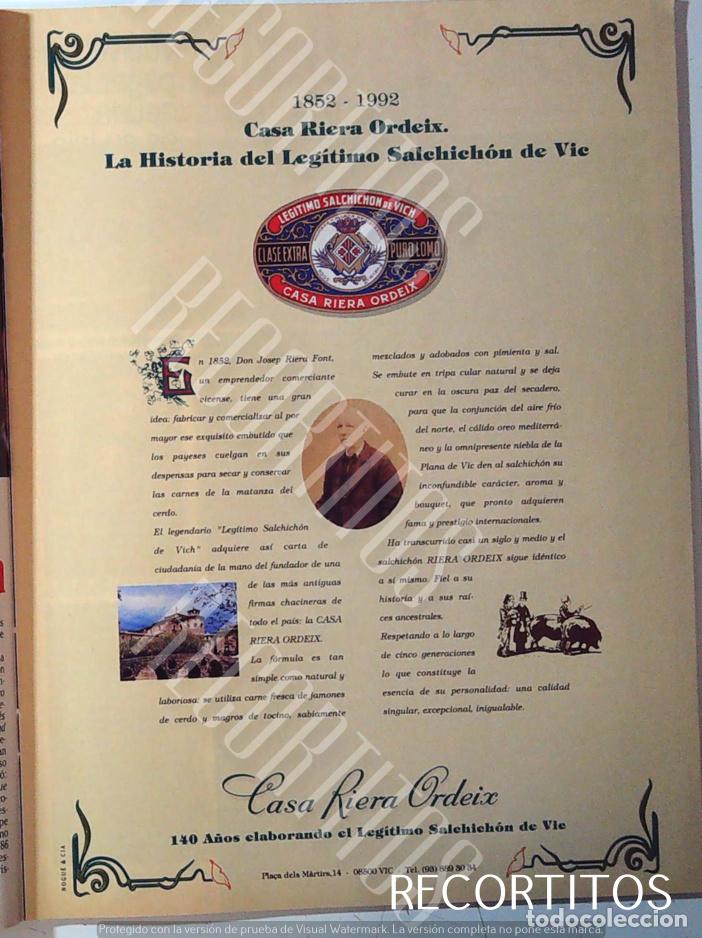 1852 - 1992
Casa Riera Ordeix.
La Historia del Legítimo Salchichón de Vic
LEGITIMO SALCHICHON DE VICH
CLASE EXTRA
PURO LOMO
CASA RIERA ORDEIX
En 1852, Don Josep Riera Font,
un emprendedor comerciante
vicense, tiene una gran
idea: fabricar y comercializar al por
mayor ese exquisito embutido que
los payeses cuelgan en sus
despensas para secar y conservar
las carnes de la matanza del
cerdo.
El legendario "Legítimo Salchichón
de Vich" adquiere así carta de
ciudadanía de la mano del fundador de una
de las más antiguas
firmas chacineras de
todo el país: la CASA
RIERA ORDEIX.
La fórmula es tan
simple como natural y
laboriosa: se utiliza carne fresca de jamones
de cerdo y magros de tocino, sabiamente
mezclados y adobados con pimienta y sal.
Se embute en tripa cular natural y se deja
curar en la oscura paz del secadero,
para que la conjunción del aire frío
del norte, el cálido oreo mediterrá-
neo y la omnipresente niebla de la
Plana de Vic den al salchichón su
inconfundible carácter, aroma y
bouquet, que pronto adquieren
fama y prestigio internacionales.
Ha transcurrido casi un siglo y medio y el
salchichón RIERA ORDEIX sigue idéntico
a sí mismo. Fiel a su
historia y a sus raí-
ces ancestrales.
Respetando a lo largo
de cinco generaciones
lo que constituye la
esencia de su personalidad: una calidad
singular, excepcional, inigualable.
Casa Riera Ordeix
140 Años elaborando el Legítimo Salchichón de Vic
Plaça dels Màrtirs, 14 - 08500 VIC - Tel. (93) 889 30 34
ROGUE & CIA
RECORTITOS
RECORTITOS
RECORTITOS
RECORTITOS
RECORTITOS
todocoleccion
Protegido con la versión de prueba de Visual Watermark. La versión completa no pone esta marca.